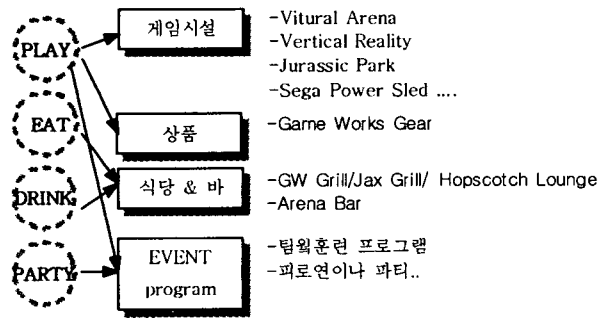 PLAY
게임시설
-Vitural Arena
-Vertical Reality
-Jurassic Park
-Sega Power Sled ....
EAT
상품
-Game Works Gear
DRINK
식당 & 바
-GW Grill/Jax Grill/ Hopscotch Lounge
-Arena Bar
PARTY
EVENT
program
-팀웍훈련 프로그램
-피로연이나 파티..